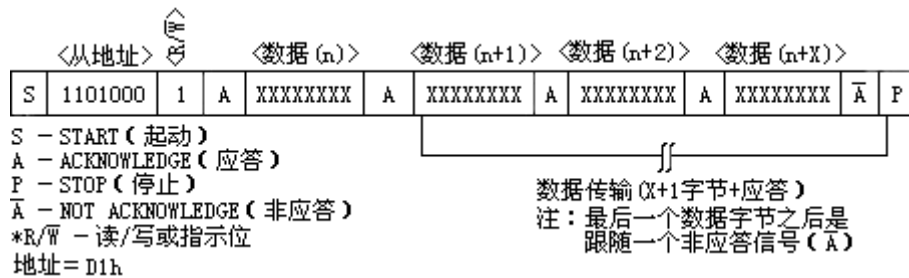 <R/W̅>
<从地址> <数据(n)> <数据(n+1)> <数据(n+2)> <数据(n+X)>
S 1101000 1 A XXXXXXXX A XXXXXXXX A XXXXXXXX A XXXXXXXX A̅ P
S － START（起动）
A － ACKNOWLEDGE（应答）
P － STOP（停止）
A̅ － NOT ACKNOWLEDGE（非应答）
*R/W̅ － 读/写或指示位
地址＝D1h
数据传输(X+1字节+应答）
注：最后一个数据字节之后是
跟随一个非应答信号（A̅）